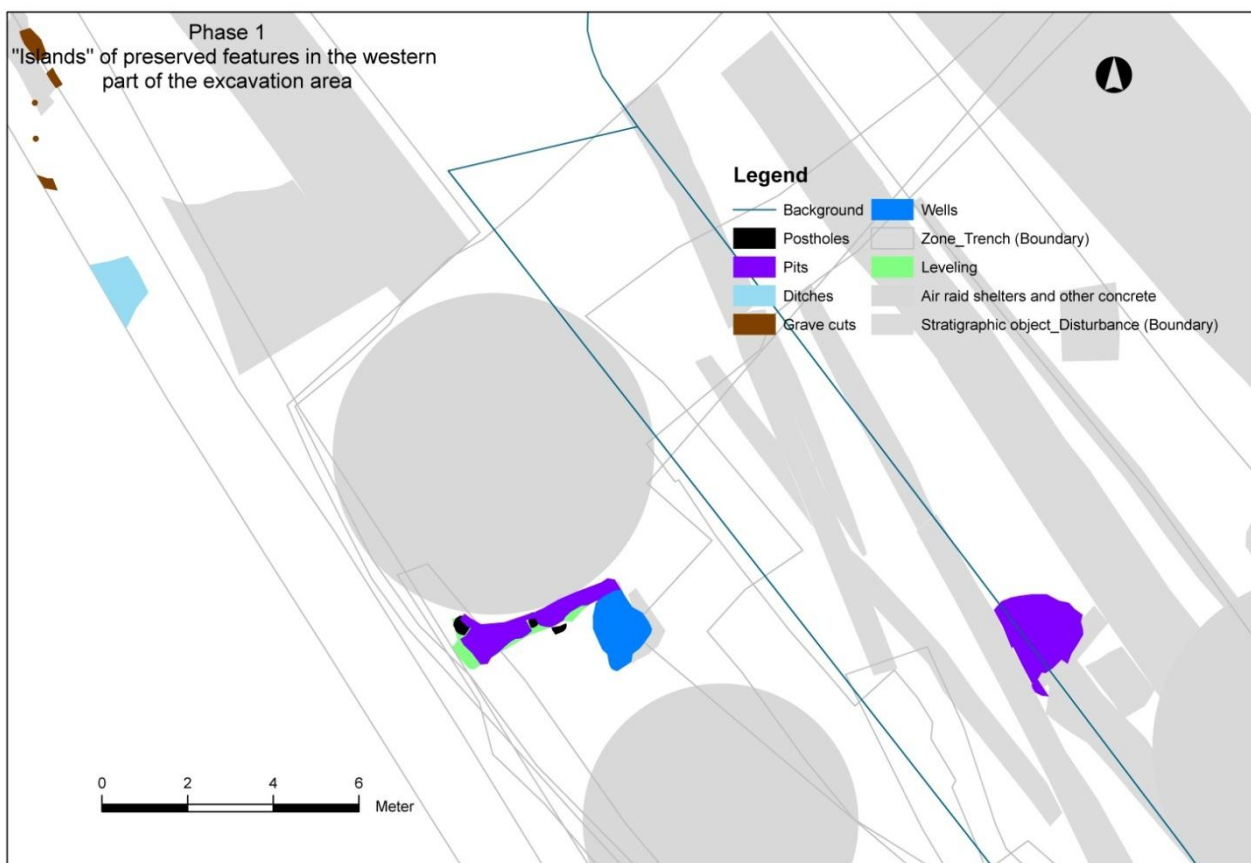 Phase 1
"Islands" of preserved features in the western
part of the excavation area
Legend
Background
Postholes
Pits
Ditches
Grave cuts
Wells
Zone_Trench (Boundary)
Leveling
Air raid shelters and other concrete
Stratigraphic object_Disturbance (Boundary)
0 2 4 6
Meter